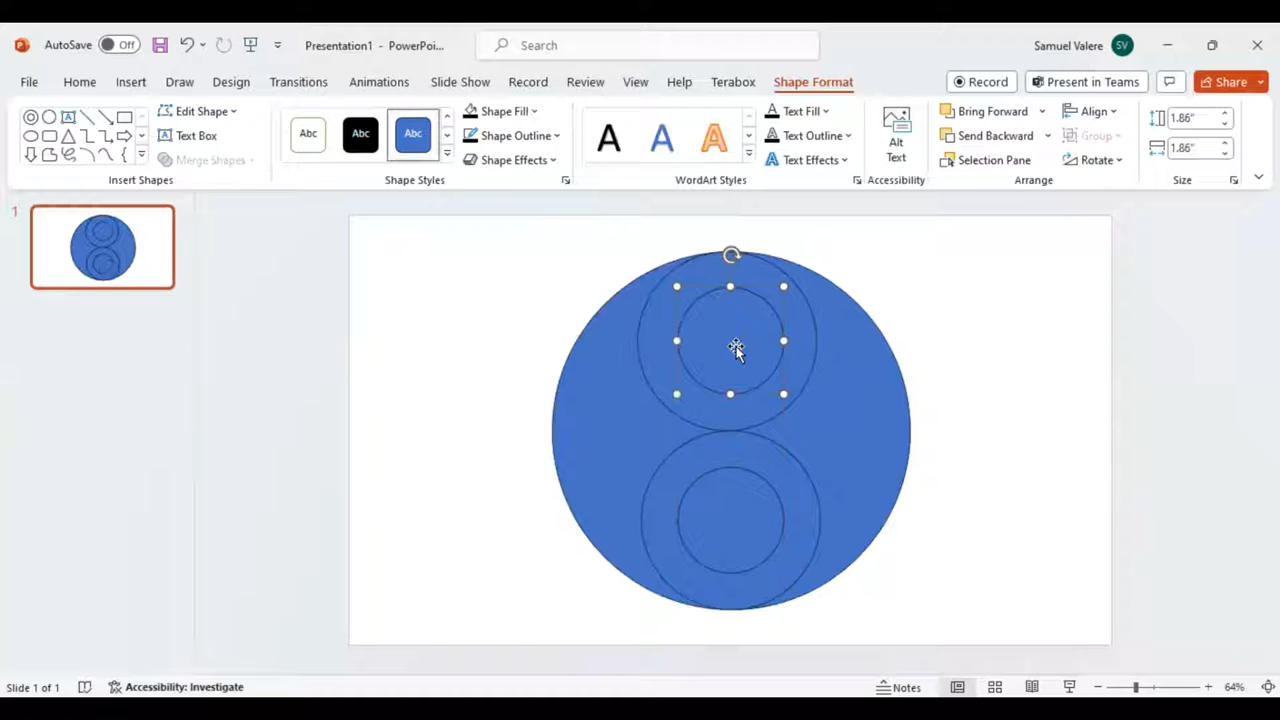 AutoSave Off Presentation1 - PowerPoi... Search Samuel Valere SV
File Home Insert Draw Design Transitions Animations Slide Show Record Review View Help Terabox Shape Format Record Present in Teams Share
Edit Shape Text Box Merge Shapes
Insert Shapes
Abc Abc Abc
Shape Fill Shape Outline Shape Effects
Shape Styles
A A A
Text Fill Text Outline Text Effects
WordArt Styles
Alt Text
Accessibility
Bring Forward Send Backward Selection Pane Align Group Rotate
Arrange
1.86"
1.86"
Size
1
Slide 1 of 1 Accessibility: Investigate Notes 64%